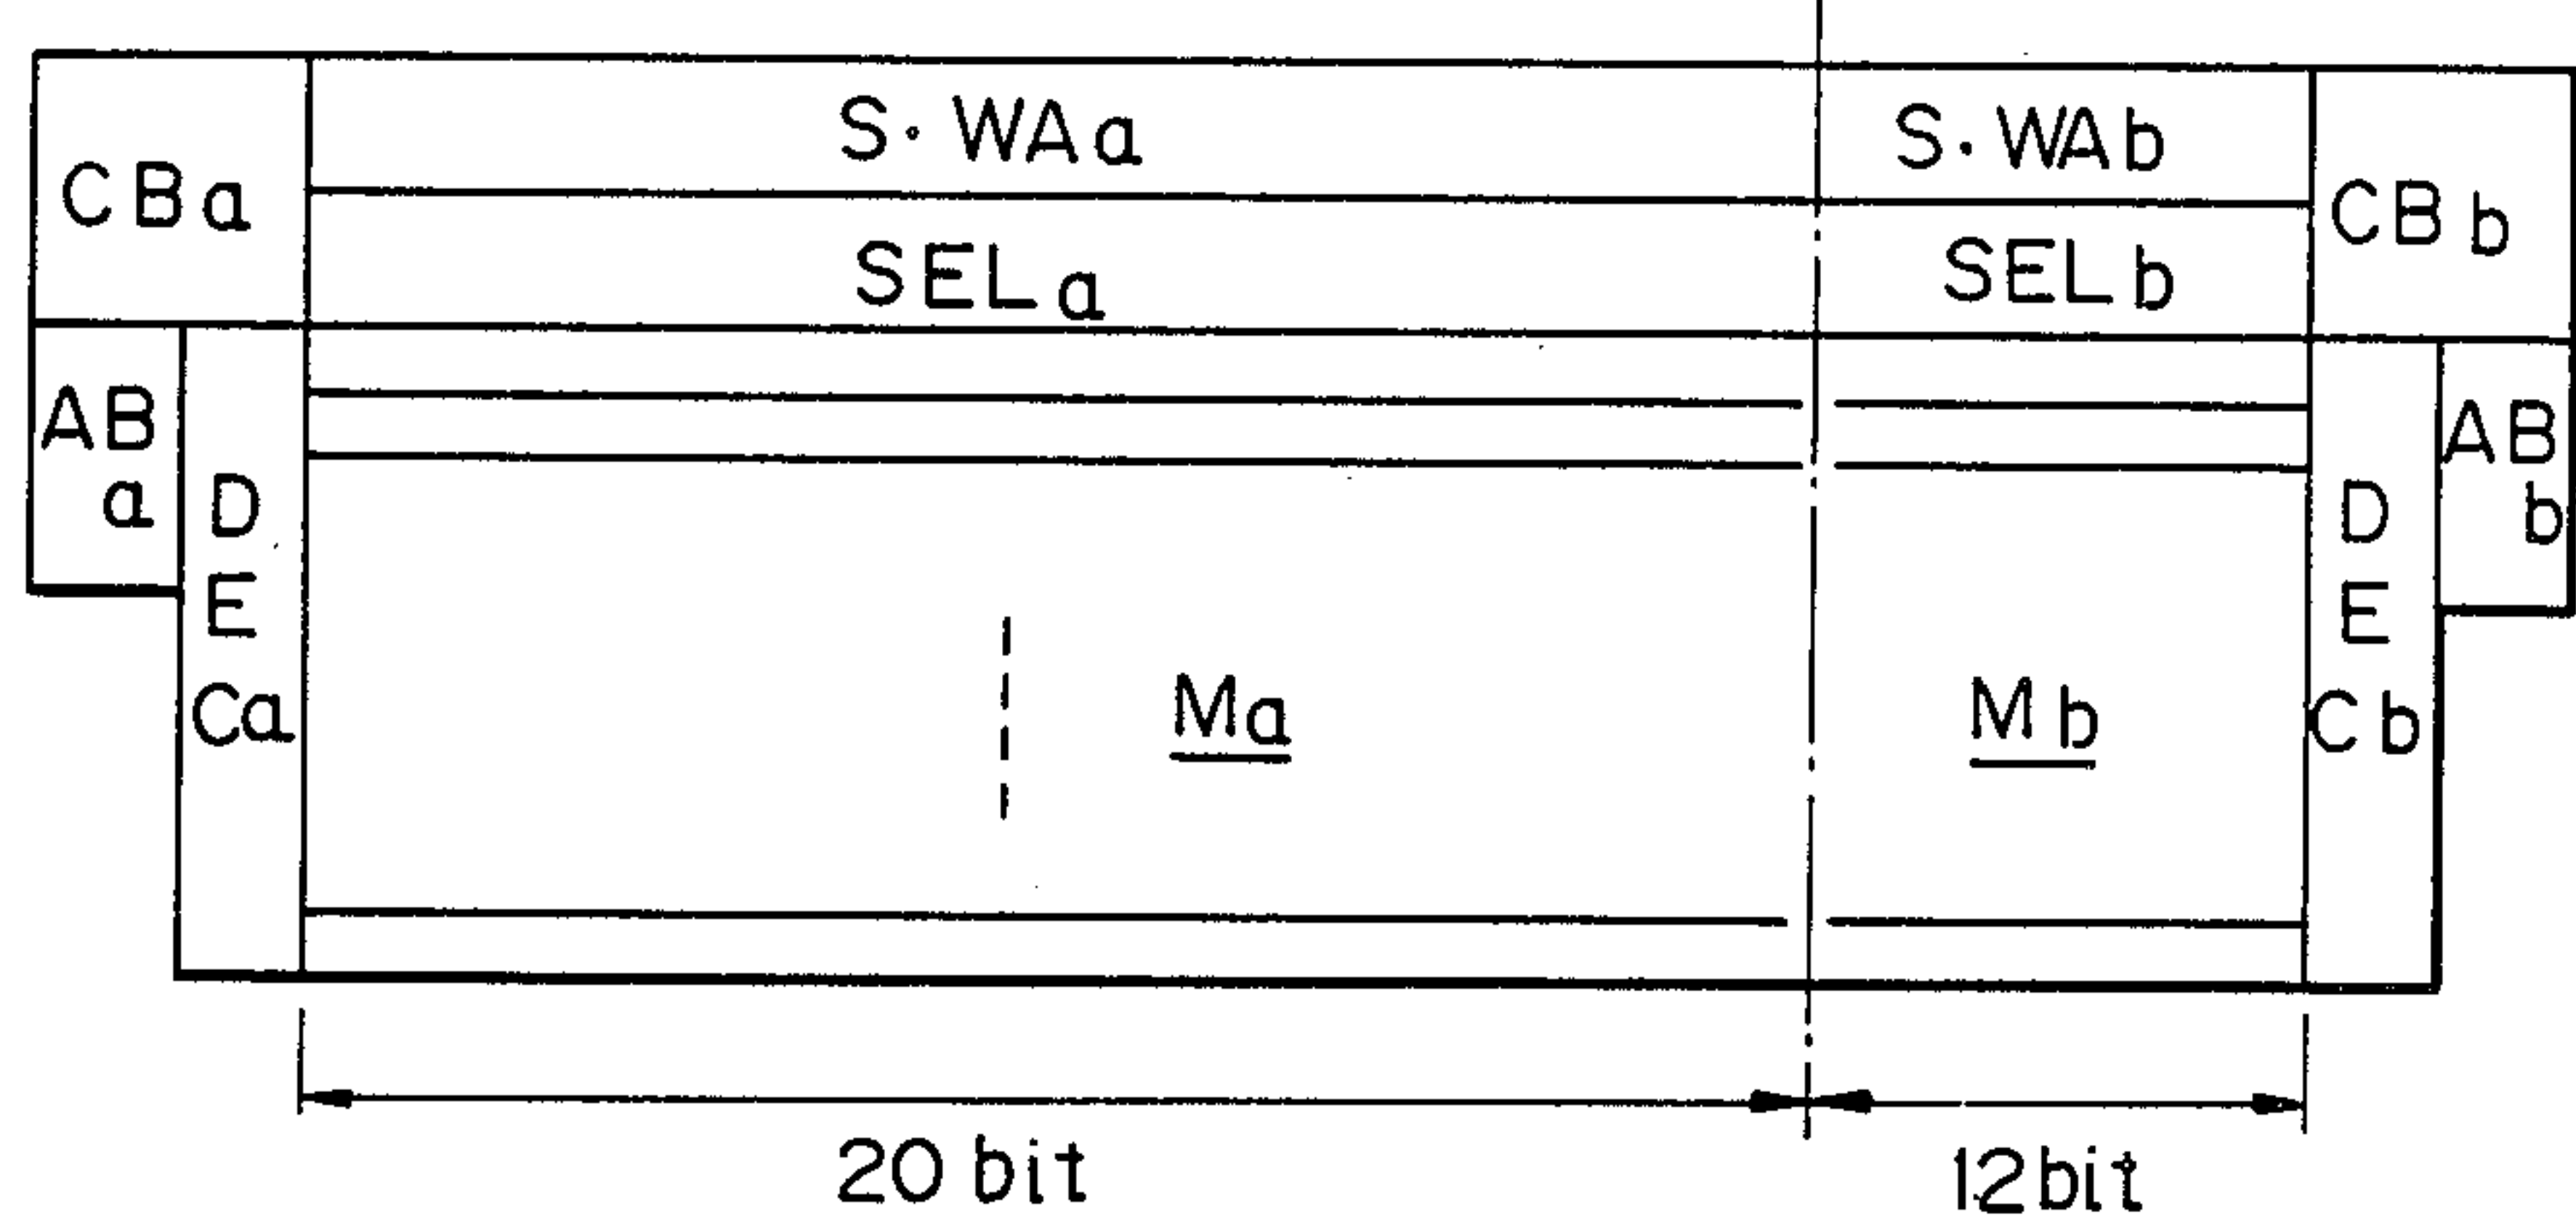 S·WAa S·WAb
CBa CBb
SELa SELb
AB AB
a b
D D
E E
Ca Cb
Ma Mb
20 bit 12bit